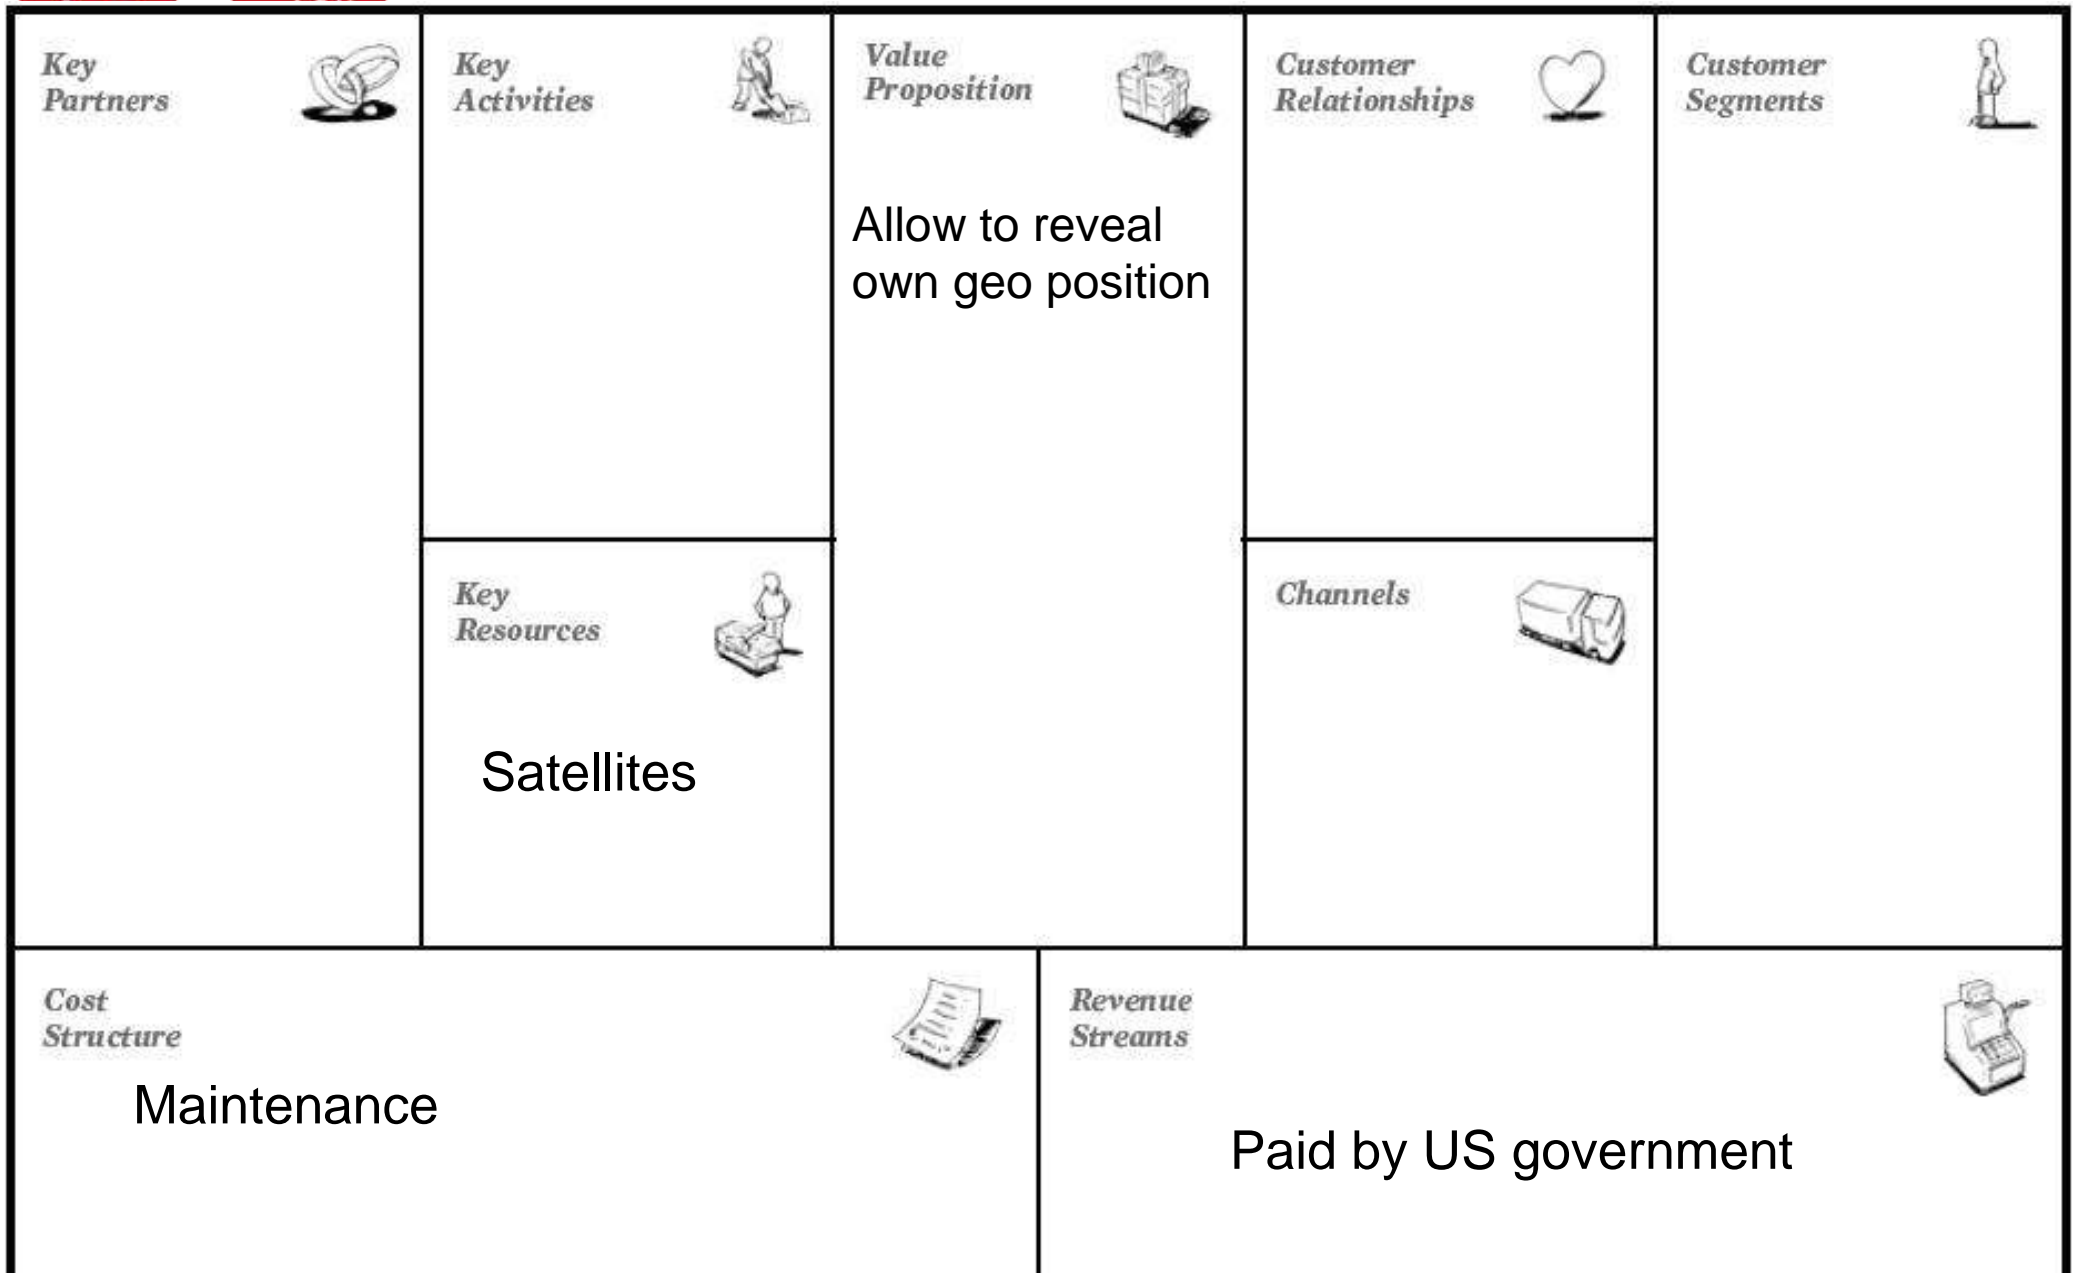 Key
Partners
Key
Activities
Value
Proposition
Customer
Relationships
Customer
Segments
Allow to reveal
own geo position
Key
Resources
Channels
Satellites
Cost
Structure
Revenue
Streams
Maintenance
Paid by US government